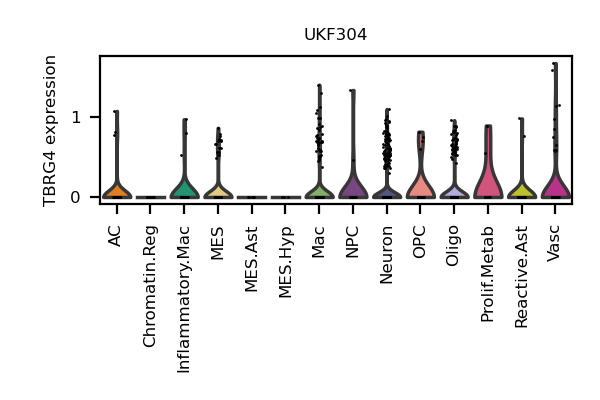 UKF304
TBRG4 expression
1
0
AC
Chromatin.Reg
Inflammatory.Mac
MES
MES.Ast
MES.Hyp
Mac
NPC
Neuron
OPC
Oligo
Prolif.Metab
Reactive.Ast
Vasc